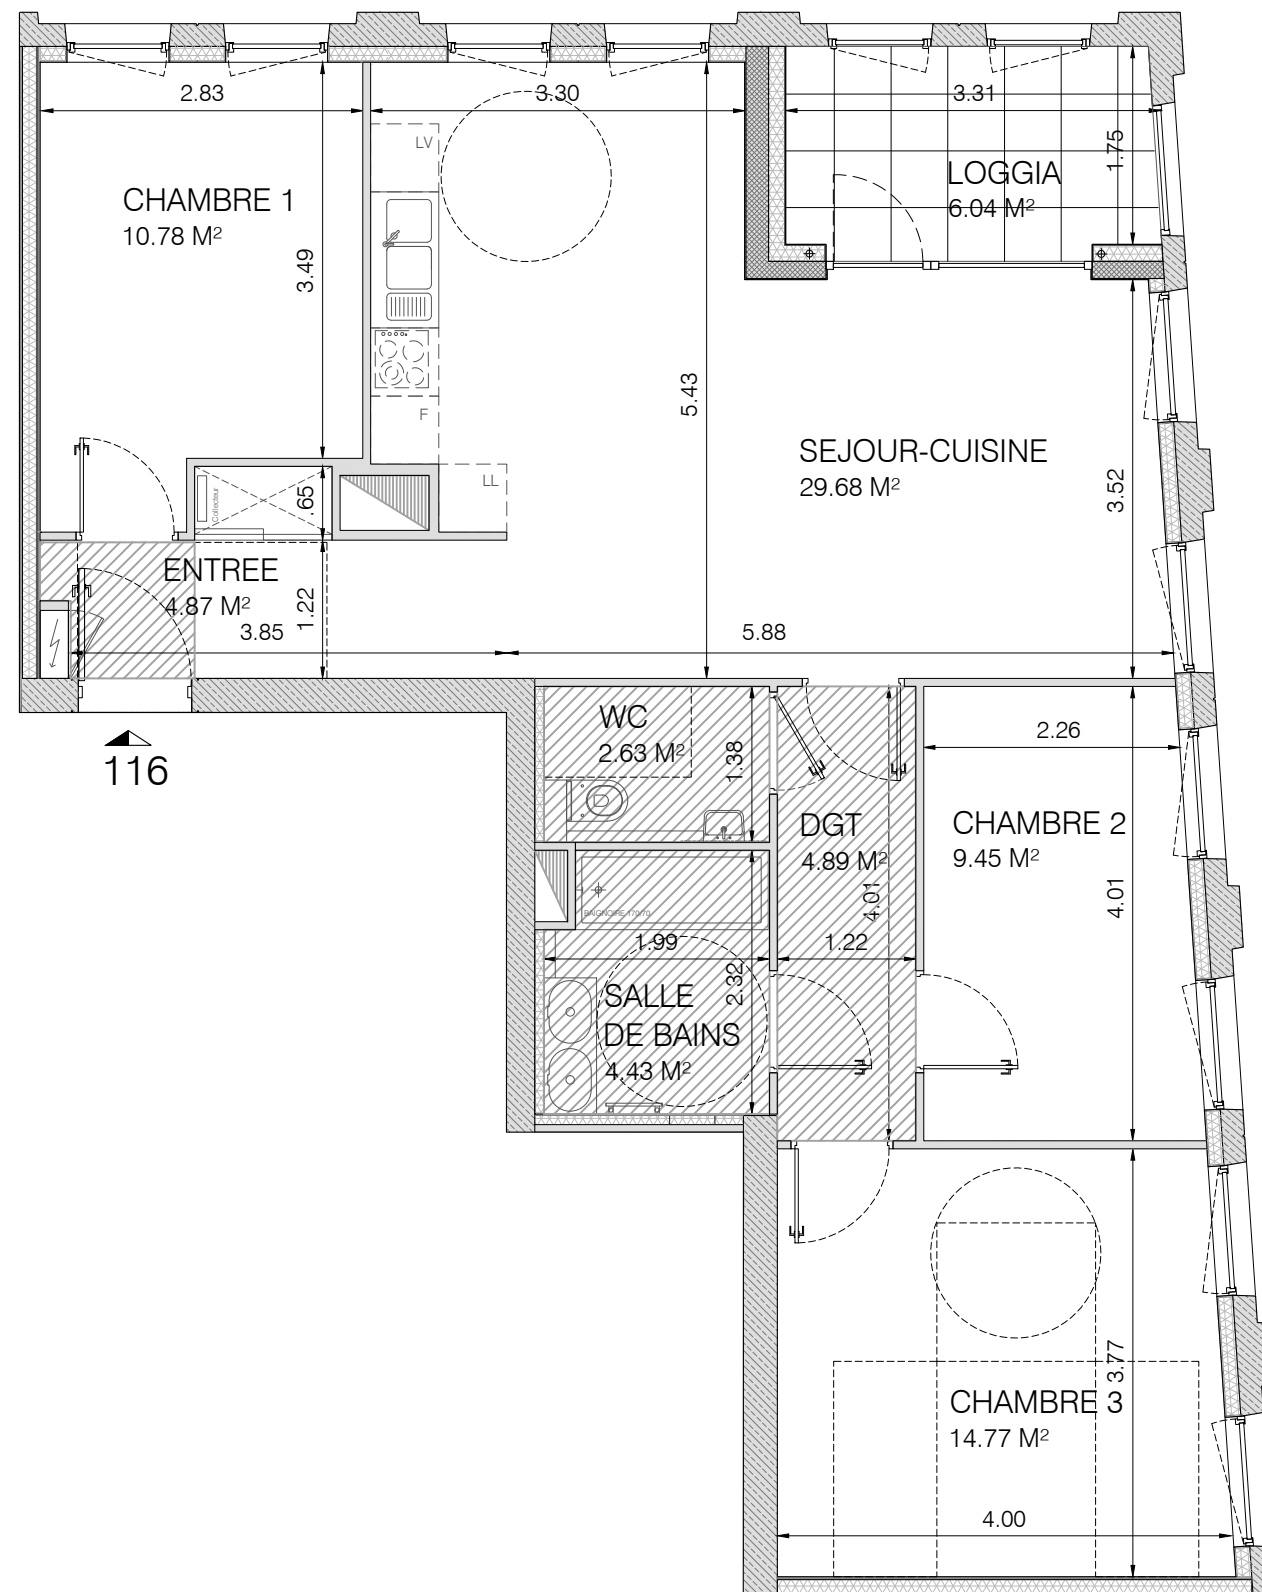 2.83
3.30
3.31
LV
1.75
CHAMBRE 1
10.78 M²
LOGGIA
6.04 M²
3.49
5.43
F
SEJOUR-CUISINE
29.68 M²
LL
3.52
Collecteur
.65
ENTREE
4.87 M²
1.22
3.85
5.88
WC
2.63 M²
1.38
2.26
116
DGT
4.89 M²
CHAMBRE 2
9.45 M²
4.01
4.01
BAIGNOIRE 170/70
1.99
1.22
2.32
SALLE
DE BAINS
4.43 M²
3.77
CHAMBRE 3
14.77 M²
4.00